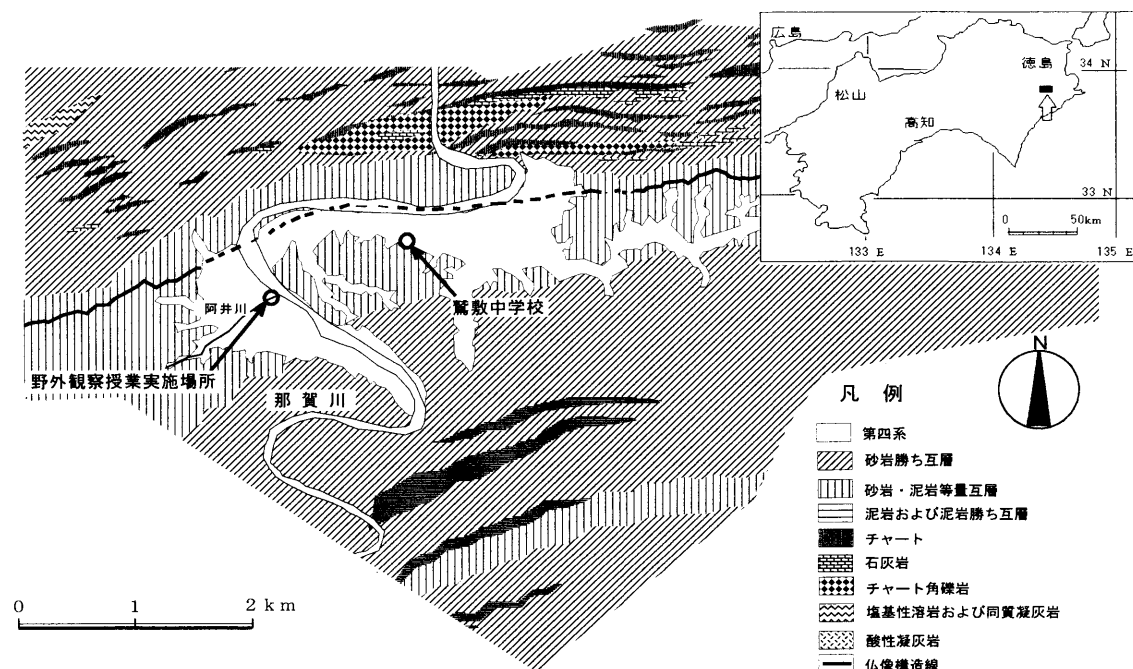 広島
松山
高知
徳島
34 N
33 N
0 50km
133 E
134 E
135 E
阿井川
鷲敷中学校
野外観察授業実施場所
那賀川
N
凡例
第四系
砂岩勝ち互層
砂岩・泥岩等量互層
泥岩および泥岩勝ち互層
チャート
石灰岩
チャート角礫岩
塩基性溶岩および同質凝灰岩
酸性凝灰岩
仏像構造線
0 1 2 km